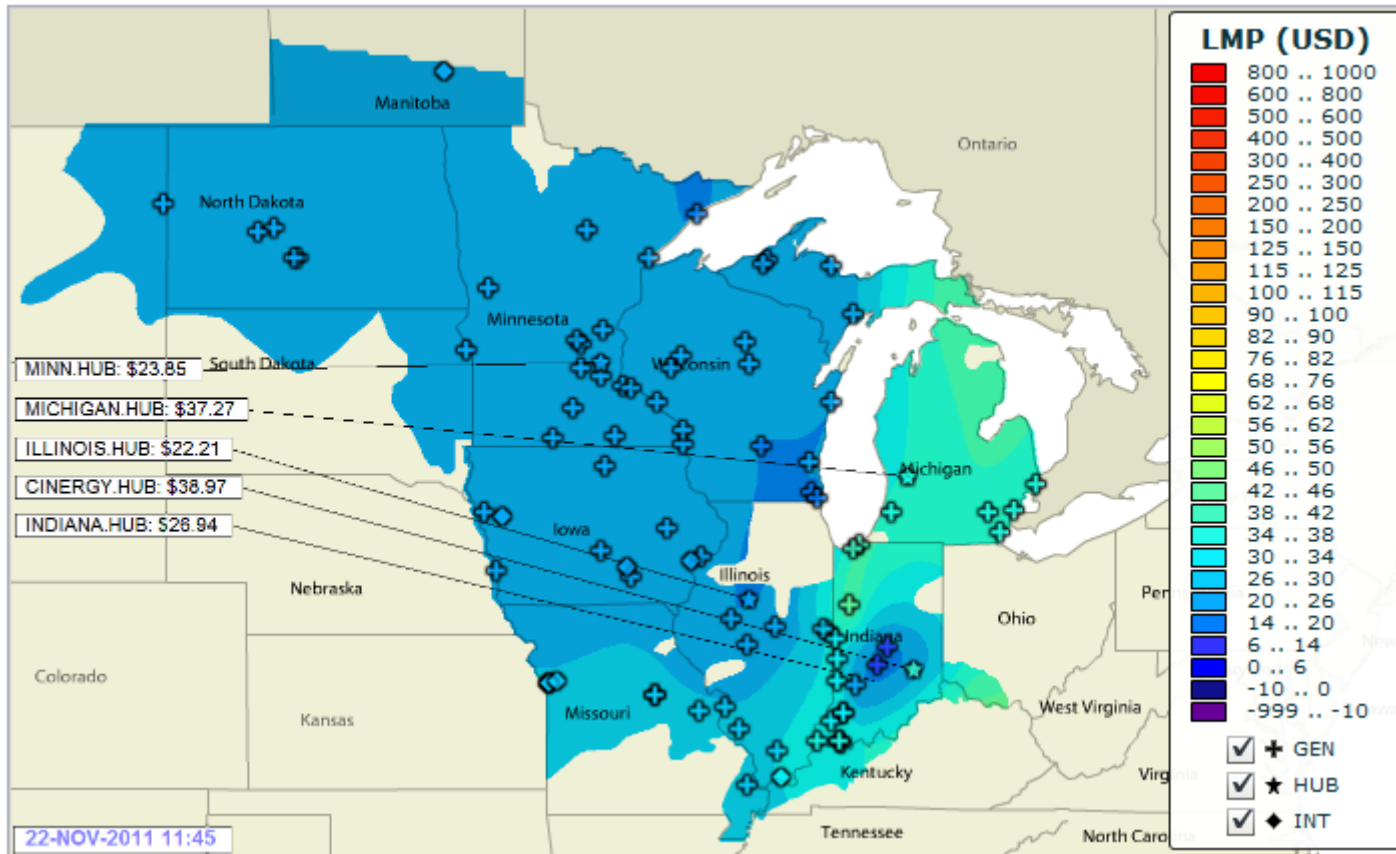 LMP (USD)
800 .. 1000
600 .. 800
500 .. 600
400 .. 500
300 .. 400
250 .. 300
200 .. 250
150 .. 200
125 .. 150
115 .. 125
100 .. 115
90 .. 100
82 .. 90
76 .. 82
68 .. 76
62 .. 68
56 .. 62
50 .. 56
46 .. 50
42 .. 46
38 .. 42
34 .. 38
30 .. 34
26 .. 30
20 .. 26
14 .. 20
6 .. 14
0 .. 6
-10 .. 0
-999 .. -10
GEN
HUB
INT
Manitoba
Ontario
North Dakota
Minnesota
South Dakota
Wisconsin
MINN.HUB: $23.85
MICHIGAN.HUB: $37.27
ILLINOIS.HUB: $22.21
CINERGY.HUB: $38.97
INDIANA.HUB: $26.94
Michigan
Iowa
Illinois
Nebraska
Indiana
Ohio
Colorado
Kansas
Missouri
West Virginia
Kentucky
Tennessee
22-NOV-2011 11:45